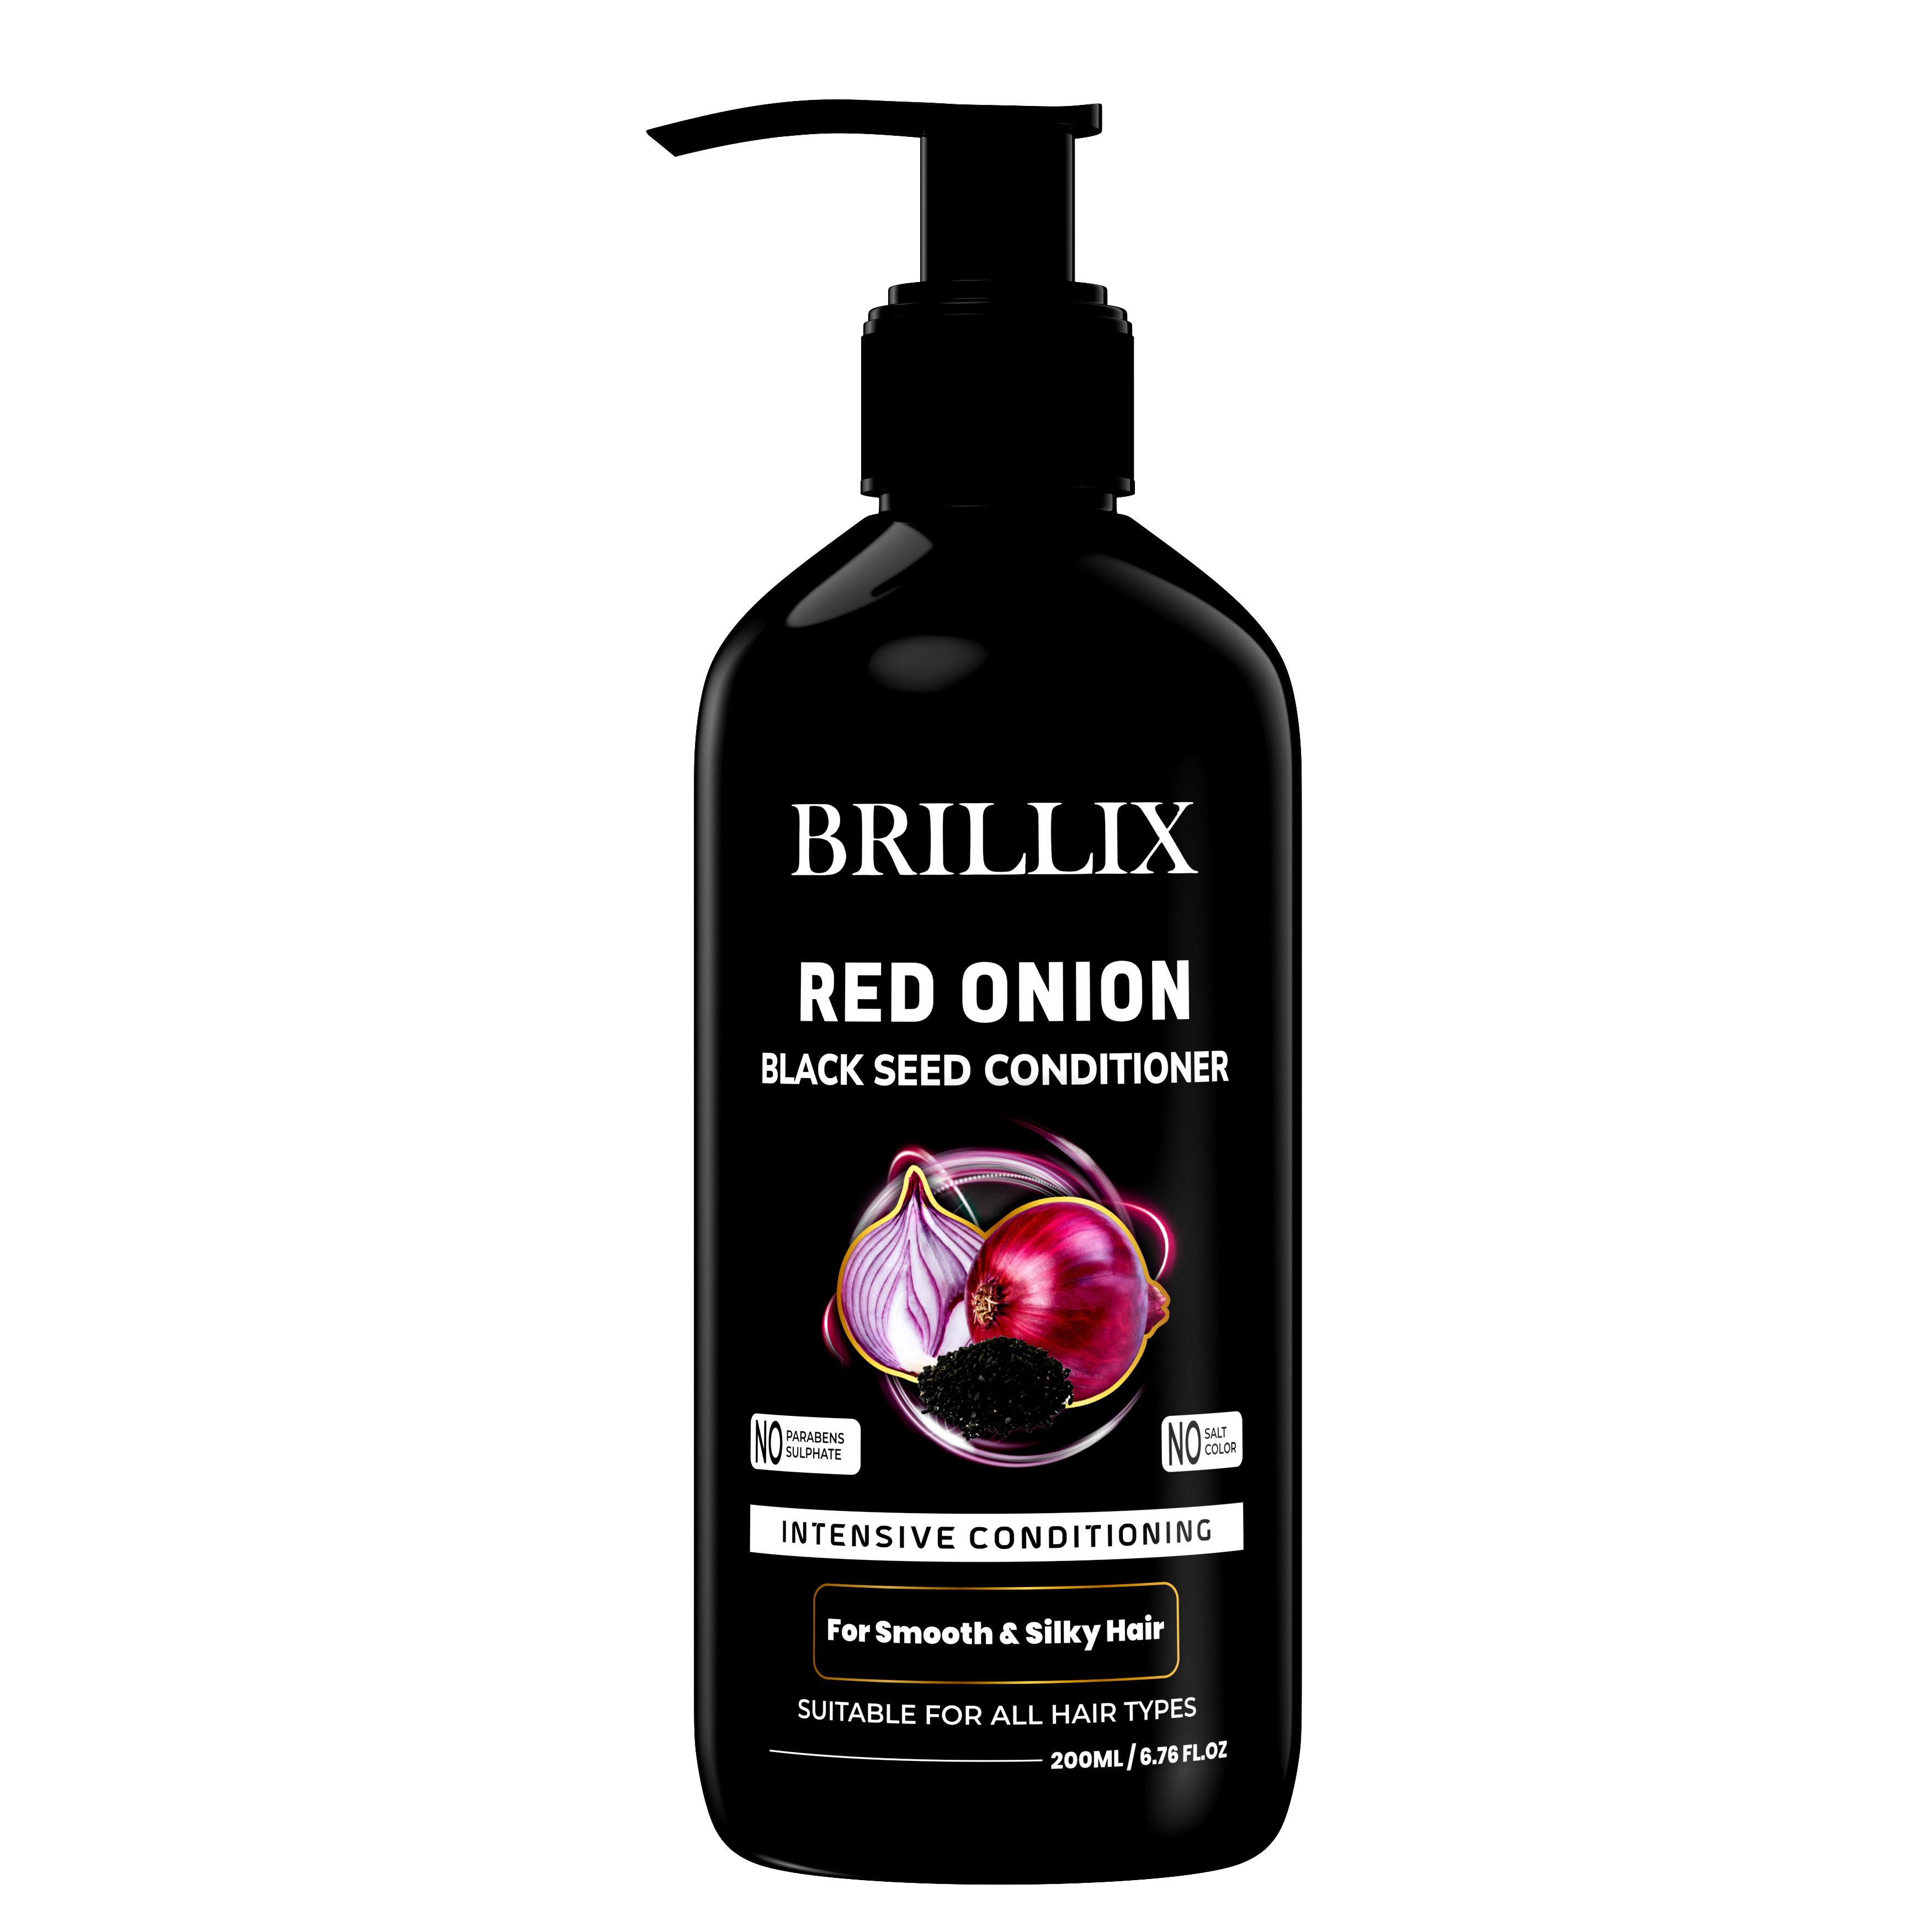 BRILLIX
RED ONION
BLACK SEED CONDITIONER
NO PARABENS
SULPHATE
NO SALT
COLOR
INTENSIVE CONDITIONING
For Smooth & Silky Hair
SUITABLE FOR ALL HAIR TYPES
200ML / 6.76 FL.OZ